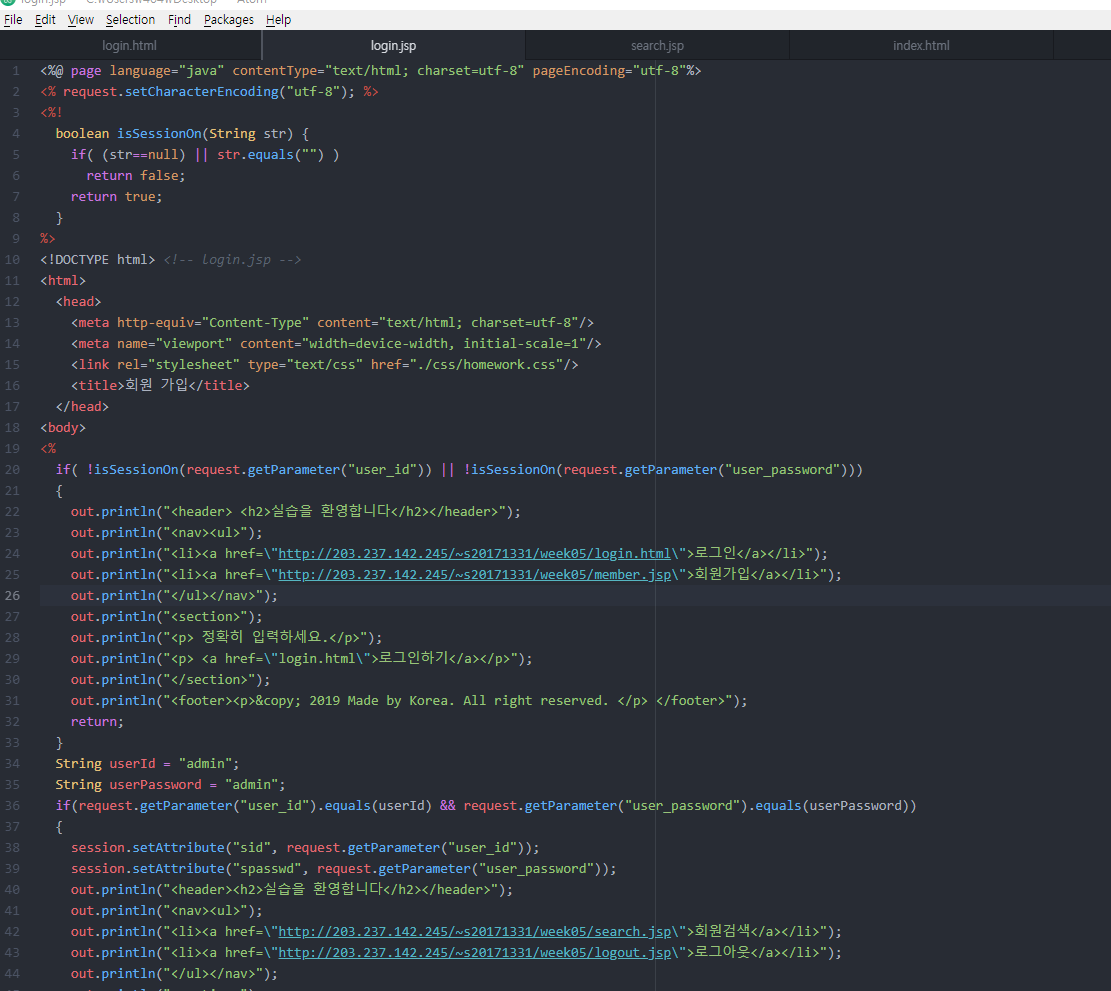 File Edit View Selection Find Packages Help
login.html login.jsp search.jsp index.html
1 <%@ page language="java" contentType="text/html; charset=utf-8" pageEncoding="utf-8"%>
2 <% request.setCharacterEncoding("utf-8"); %>
3 <%!
4 boolean isSessionOn(String str) {
5 if( (str==null) || str.equals("") )
6 return false;
7 return true;
8 }
9 %>
10 <!DOCTYPE html> <!-- login.jsp -->
11 <html>
12 <head>
13 <meta http-equiv="Content-Type" content="text/html; charset=utf-8"/>
14 <meta name="viewport" content="width=device-width, initial-scale=1"/>
15 <link rel="stylesheet" type="text/css" href="./css/homework.css"/>
16 <title>회원 가입</title>
17 </head>
18 <body>
19 <%
20 if( !isSessionOn(request.getParameter("user_id")) || !isSessionOn(request.getParameter("user_password")))
21 {
22 out.println("<header> <h2>실습을 환영합니다</h2></header>");
23 out.println("<nav><ul>");
24 out.println("<li><a href=\"http://203.237.142.245/~s20171331/week05/login.html\">로그인</a></li>");
25 out.println("<li><a href=\"http://203.237.142.245/~s20171331/week05/member.jsp\">회원가입</a></li>");
26 out.println("</ul></nav>");
27 out.println("<section>");
28 out.println("<p> 정확히 입력하세요.</p>");
29 out.println("<p> <a href=\"login.html\">로그인하기</a></p>");
30 out.println("</section>");
31 out.println("<footer><p>&copy; 2019 Made by Korea. All right reserved. </p> </footer>");
32 return;
33 }
34 String userId = "admin";
35 String userPassword = "admin";
36 if(request.getParameter("user_id").equals(userId) && request.getParameter("user_password").equals(userPassword))
37 {
38 session.setAttribute("sid", request.getParameter("user_id"));
39 session.setAttribute("spasswd", request.getParameter("user_password"));
40 out.println("<header><h2>실습을 환영합니다</h2></header>");
41 out.println("<nav><ul>");
42 out.println("<li><a href=\"http://203.237.142.245/~s20171331/week05/search.jsp\">회원검색</a></li>");
43 out.println("<li><a href=\"http://203.237.142.245/~s20171331/week05/logout.jsp\">로그아웃</a></li>");
44 out.println("</ul></nav>");